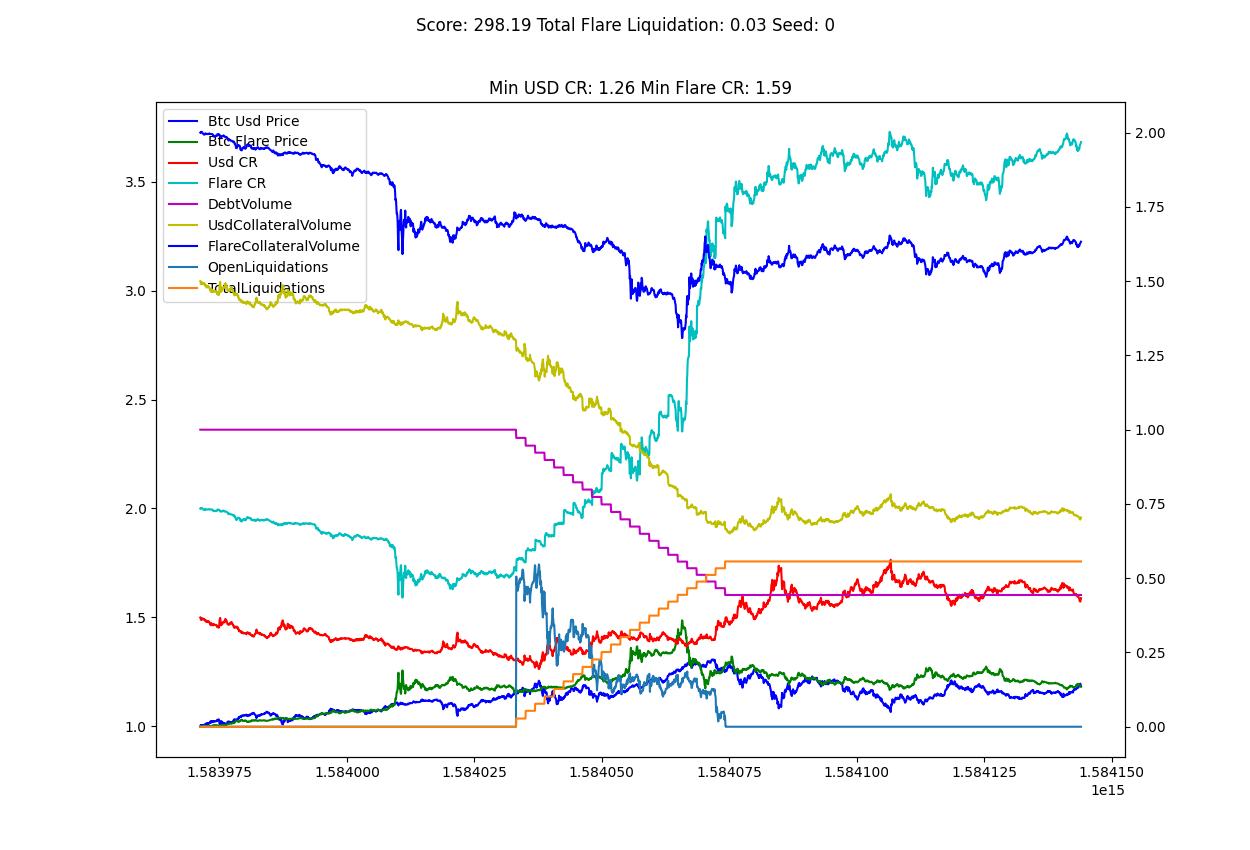 Score: 298.19 Total Flare Liquidation: 0.03 Seed: 0
Min USD CR: 1.26 Min Flare CR: 1.59
Btc Usd Price
Btc Flare Price
Usd CR
Flare CR
DebtVolume
UsdCollateralVolume
FlareCollateralVolume
OpenLiquidations
TotalLiquidations
3.5
3.0
2.5
2.0
1.5
1.0
2.00
1.75
1.50
1.25
1.00
0.75
0.50
0.25
0.00
1.583975 1.584000 1.584025 1.584050 1.584075 1.584100 1.584125 1.584150
1e15